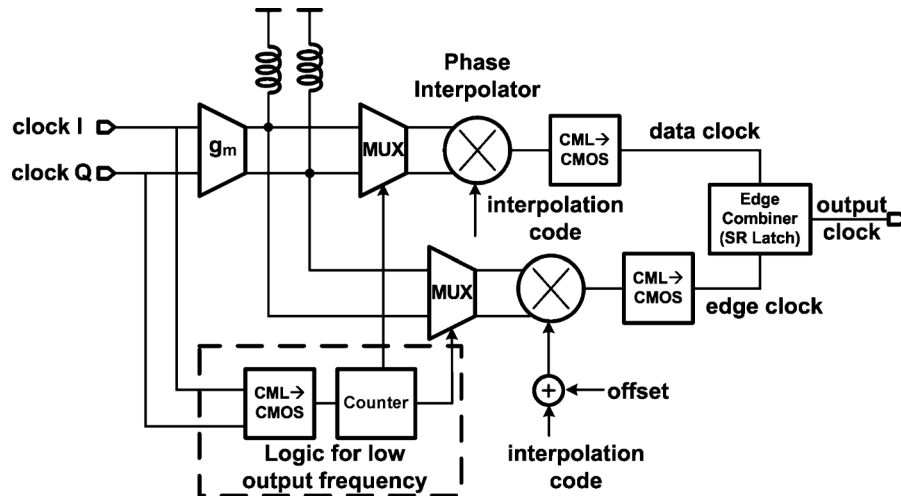 Phase
Interpolator
clock I
clock Q
gm
MUX
CML→
CMOS
data clock
interpolation
code
Edge
Combiner
(SR Latch)
output
clock
MUX
CML→
CMOS
edge clock
CML→
CMOS
Counter
+
offset
Logic for low
output frequency
interpolation
code